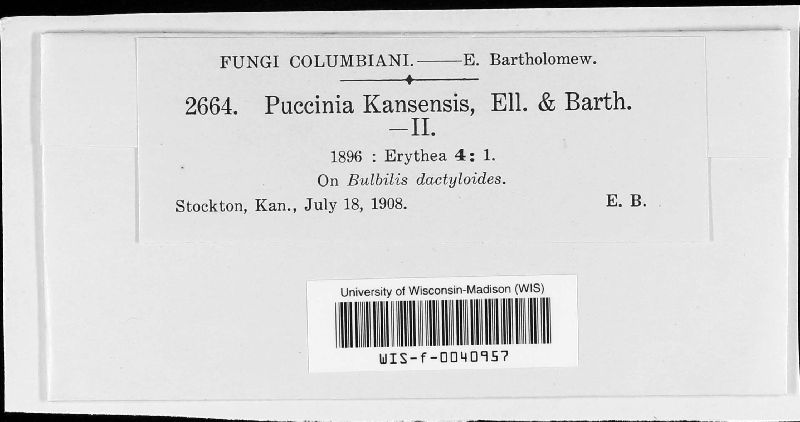 FUNGI COLUMBIANI.——E. Bartholomew.
2664. Puccinia Kansensis, Ell. & Barth.
—II.
1896 : Erythea 4: 1.
On Bulbilis dactyloides.
Stockton, Kan., July 18, 1908. E. B.
University of Wisconsin-Madison (WIS)
WIS-f-0040957